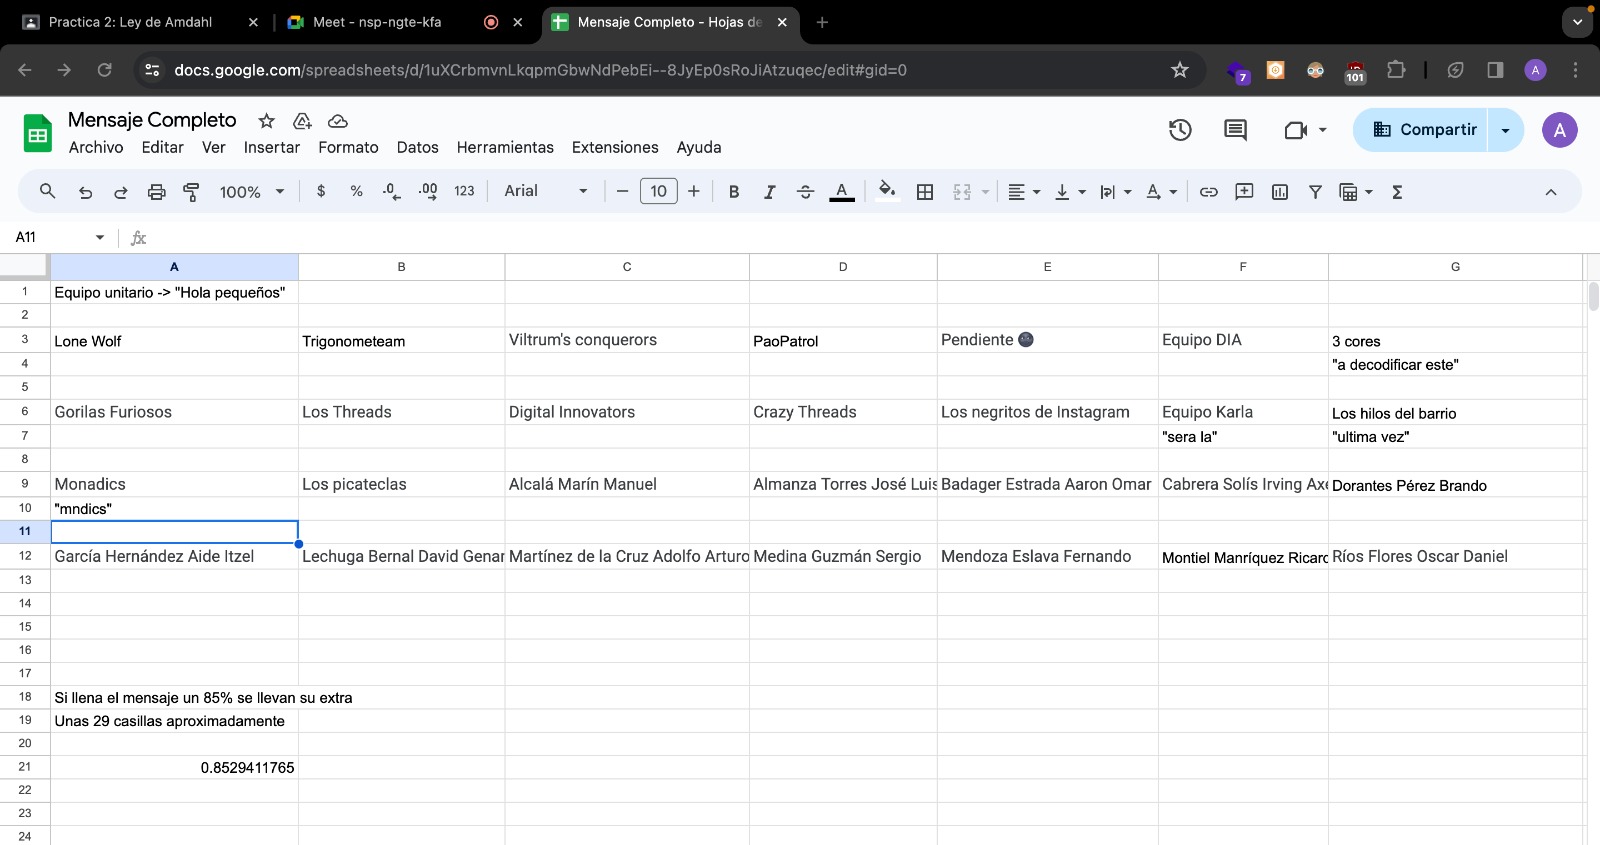 Practica 2: Ley de Amdahl
Meet - nsp-ngte-kfa
Mensaje Completo - Hojas de
docs.google.com/spreadsheets/d/1uXCrbmvnLkqpmGbwNdPebEi--8JyEp0sRoJiAtzuqec/edit#gid=0
7
101
A
Mensaje Completo
Archivo Editar Ver Insertar Formato Datos Herramientas Extensiones Ayuda
Compartir
A
100% $ % .0 .00 123 Arial 10 B I A
A11 fx
A B C D E F G
1 Equipo unitario -> "Hola pequeños"
2
3 Lone Wolf Trigonometeam Viltrum's conquerors PaoPatrol Pendiente 🌚 Equipo DIA 3 cores
4 "a decodificar este"
5
6 Gorilas Furiosos Los Threads Digital Innovators Crazy Threads Los negritos de Instagram Equipo Karla Los hilos del barrio
7 "sera la" "ultima vez"
8
9 Monadics Los picateclas Alcalá Marín Manuel Almanza Torres José Luis Badager Estrada Aaron Omar Cabrera Solís Irving Axe Dorantes Pérez Brando
10 "mndics"
11
12 García Hernández Aide Itzel Lechuga Bernal David Genar Martínez de la Cruz Adolfo Arturo Medina Guzmán Sergio Mendoza Eslava Fernando Montiel Manríquez Ricard Ríos Flores Oscar Daniel
13
14
15
16
17
18 Si llena el mensaje un 85% se llevan su extra
19 Unas 29 casillas aproximadamente
20
21 0.8529411765
22
23
24